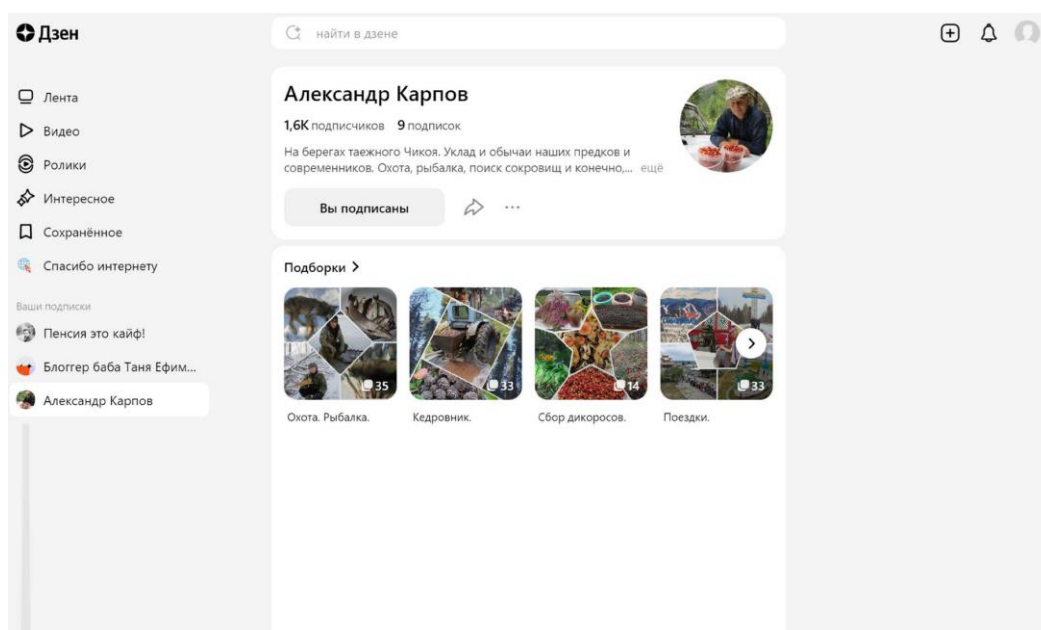 Дзен
найти в дзене
Лента
Видео
Ролики
Интересное
Сохранённое
Спасибо интернету
Ваши подписки
Пенсия это кайф!
Блоггер баба Таня Ефим...
Александр Карпов
Александр Карпов
1,6К подписчиков 9 подписок
На берегах таежного Чикоя. Уклад и обычаи наших предков и
современников. Охота, рыбалка, поиск сокровищ и конечно,... ещё
Вы подписаны
Подборки
35
33
14
33
Охота. Рыбалка.
Кедровник.
Сбор дикоросов.
Поездки.